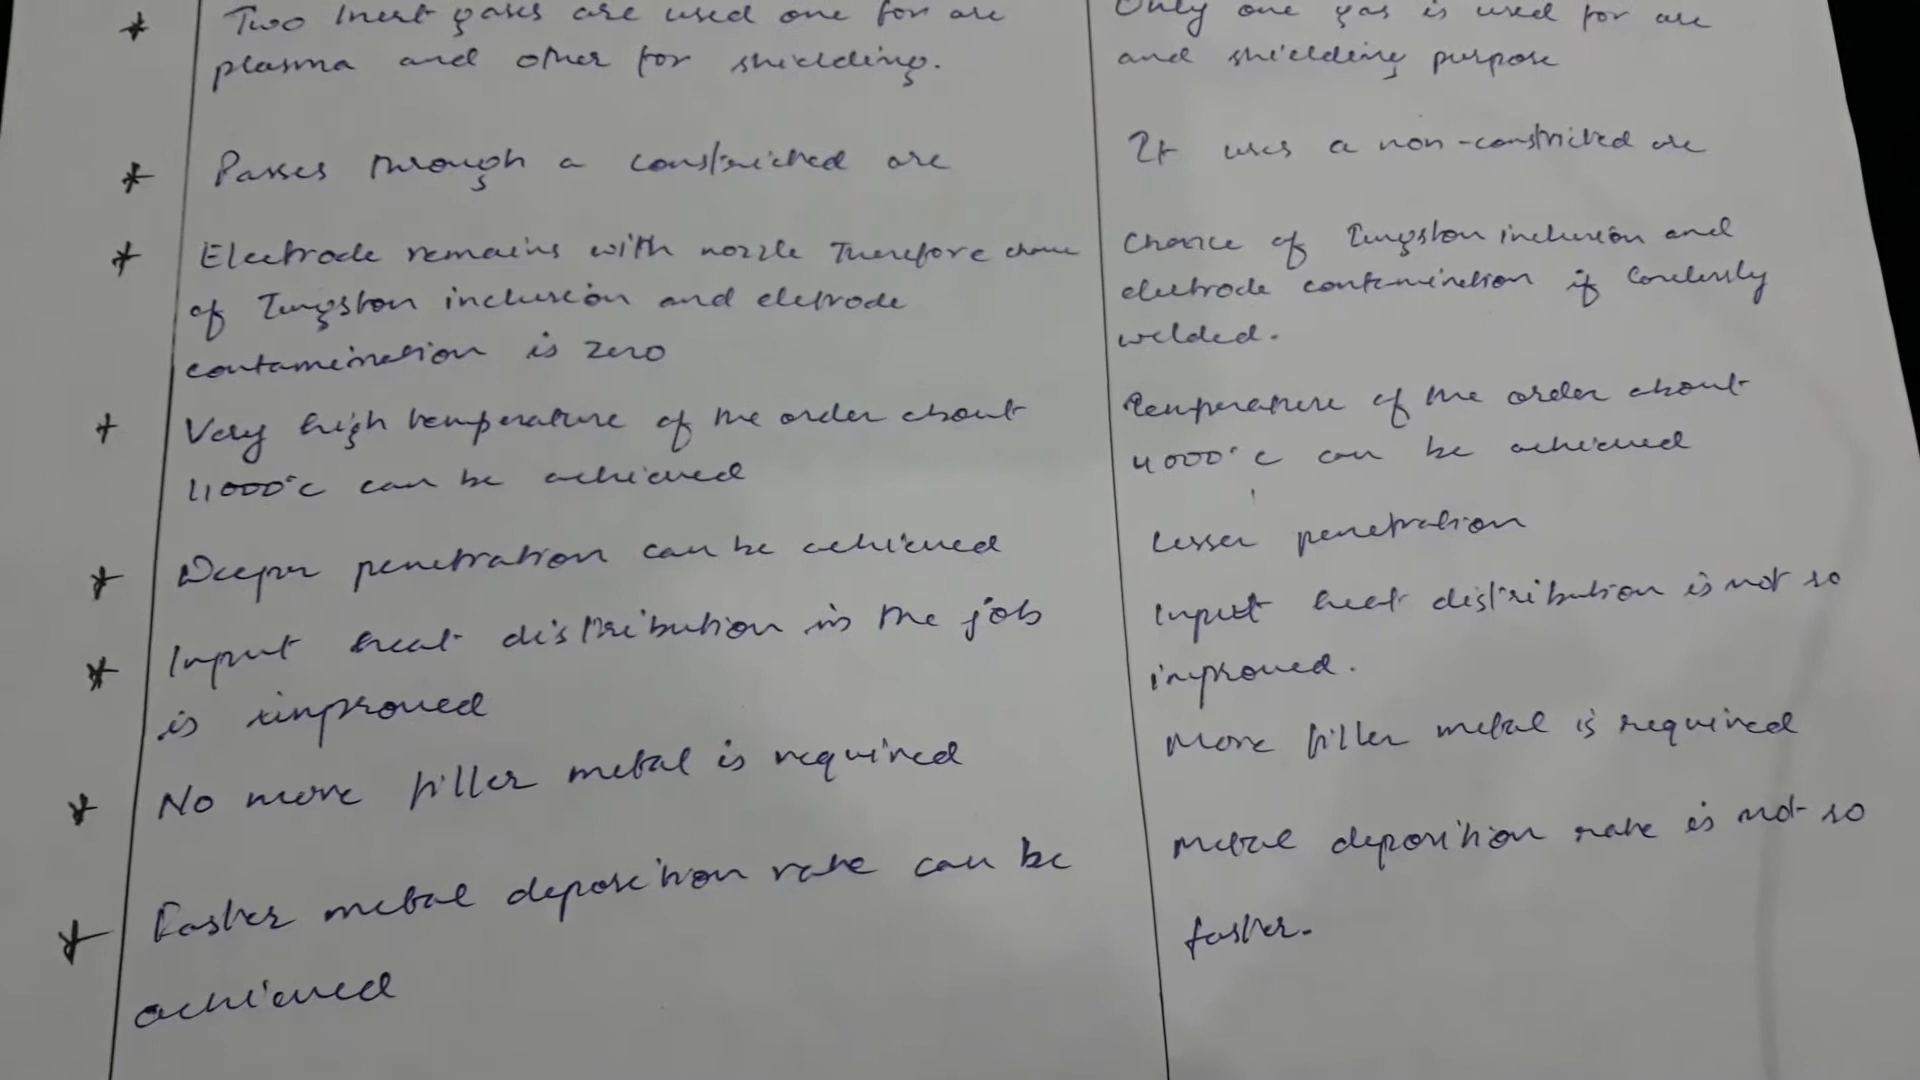 * Two Inert gases are used one for arc
plasma and other for shielding.
Only one gas is used for arc
and shielding purpose
* Passes through a constricted arc
It uses a non-constricted arc
* Electrode remains with nozzle Therefore chance
of Tungston inclusion and eletrode
contamination is zero
Chance of Tungston inclusion and
electrode contamination if Carelessly
welded.
+ Very high temperature of the order about
11000°c can be achieved
temperature of the order about
4000°c can be achieved
* Deeper penetration can be achieved
Lesser penetration
* Input heat distribution in the job
is improved
Input heat distribution is not so
improved.
* No more filler metal is required
More filler metal is required
* Faster metal deposition rate can be
achieved
Metal deposition rate is not so
faster.